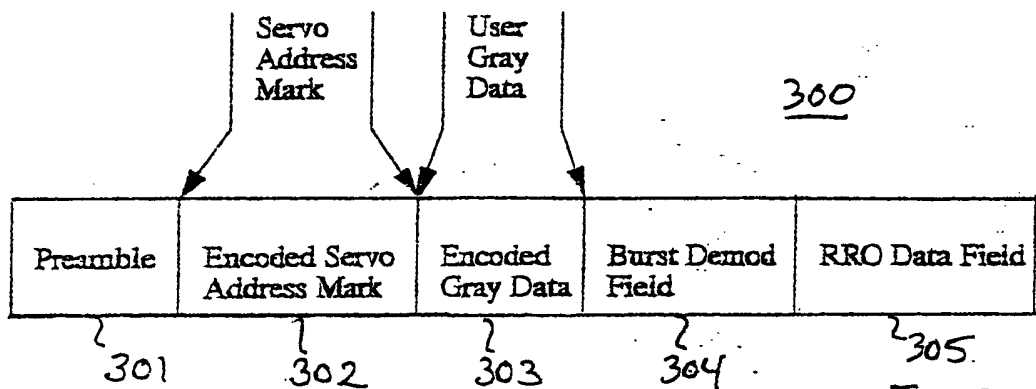 Servo
Address
Mark
User
Gray
Data
300
Preamble
Encoded Servo
Address Mark
Encoded
Gray Data
Burst Demod
Field
RRO Data Field
301
302
303
304
305